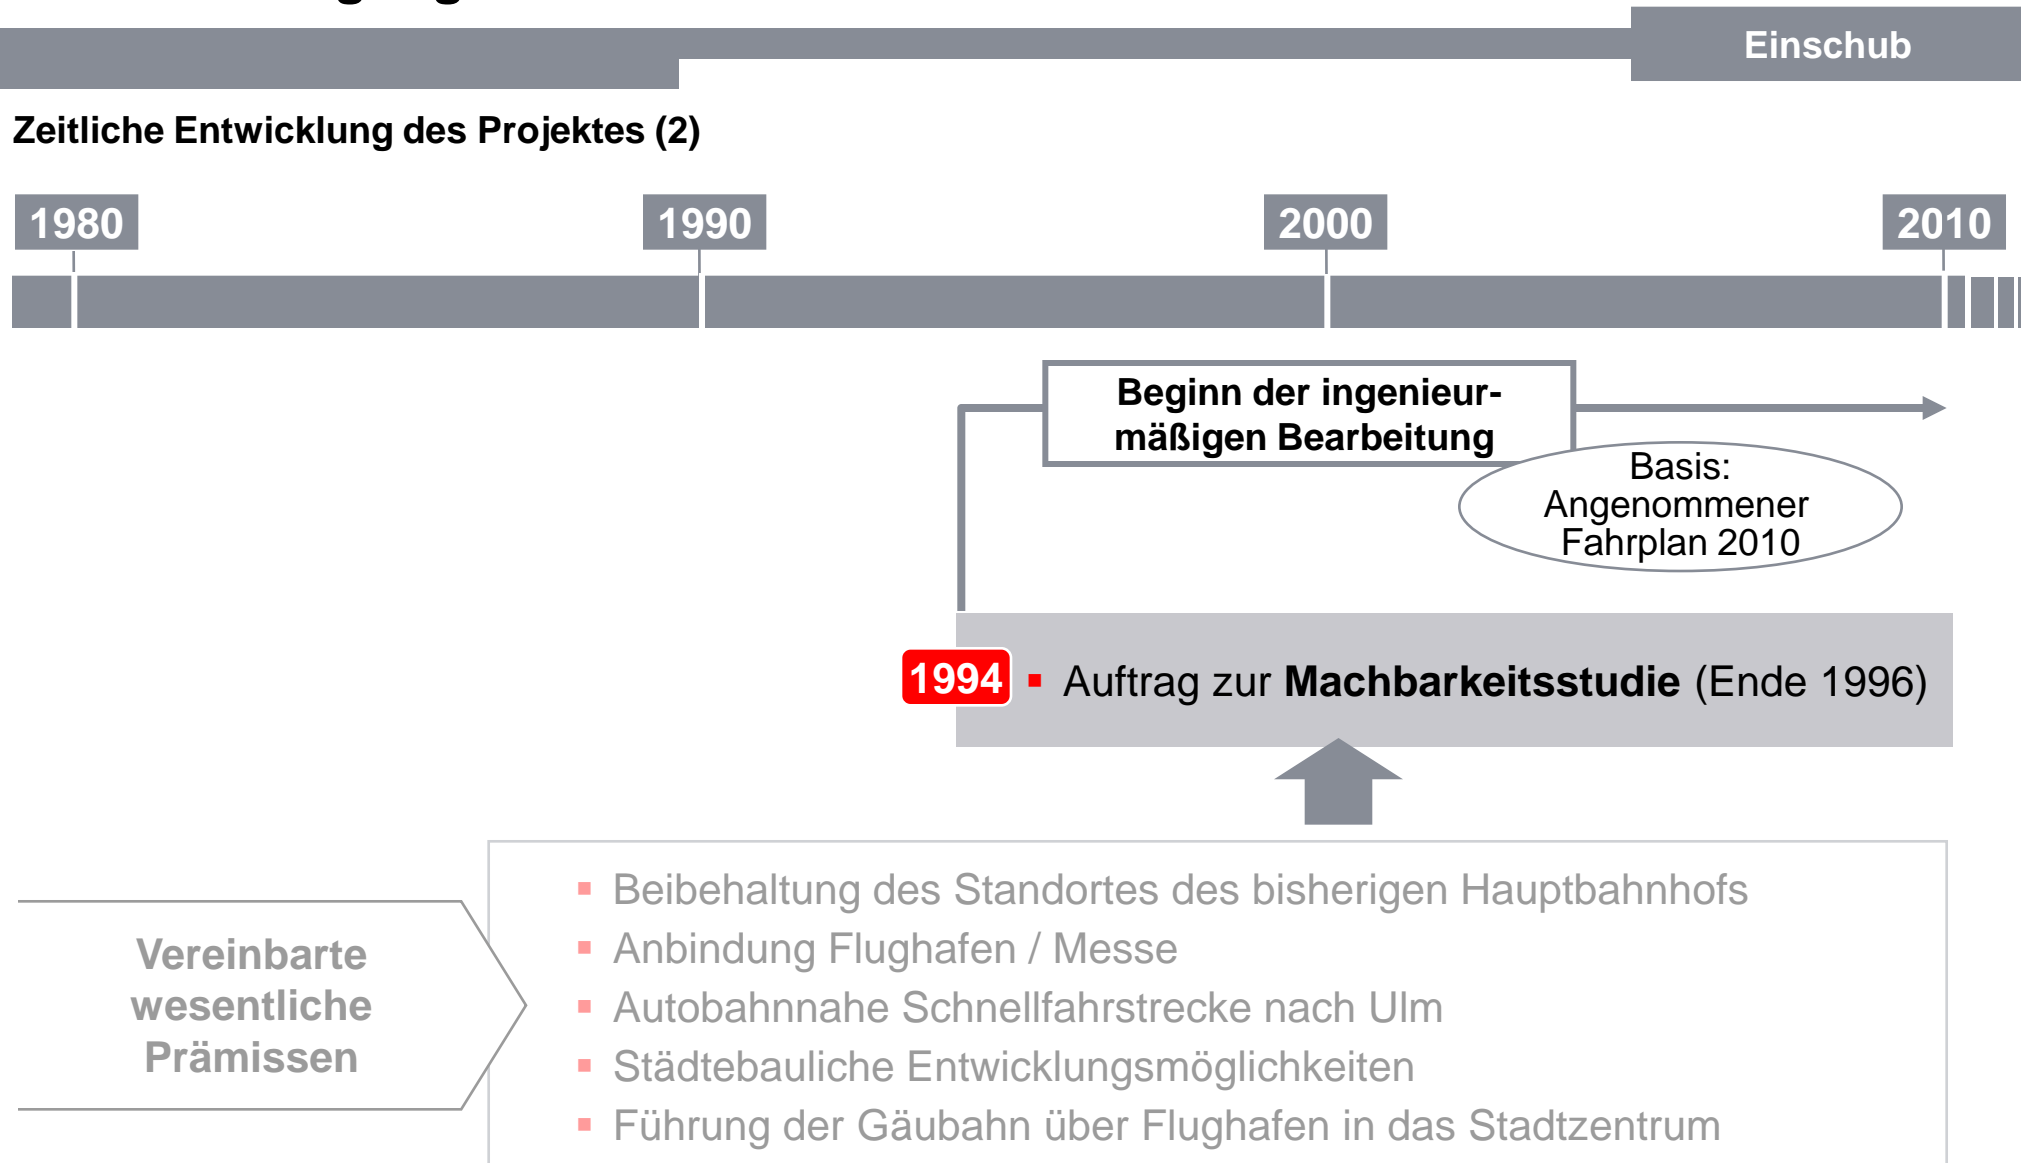 Einschub
Zeitliche Entwicklung des Projektes (2)
1980
1990
2000
2010
Beginn der ingenieur-
mäßigen Bearbeitung
Basis:
Angenommener
Fahrplan 2010
1994
▪ Auftrag zur Machbarkeitsstudie (Ende 1996)
Vereinbarte
wesentliche
Prämissen
▪ Beibehaltung des Standortes des bisherigen Hauptbahnhofs
▪ Anbindung Flughafen / Messe
▪ Autobahnnahe Schnellfahrstrecke nach Ulm
▪ Städtebauliche Entwicklungsmöglichkeiten
▪ Führung der Gäubahn über Flughafen in das Stadtzentrum